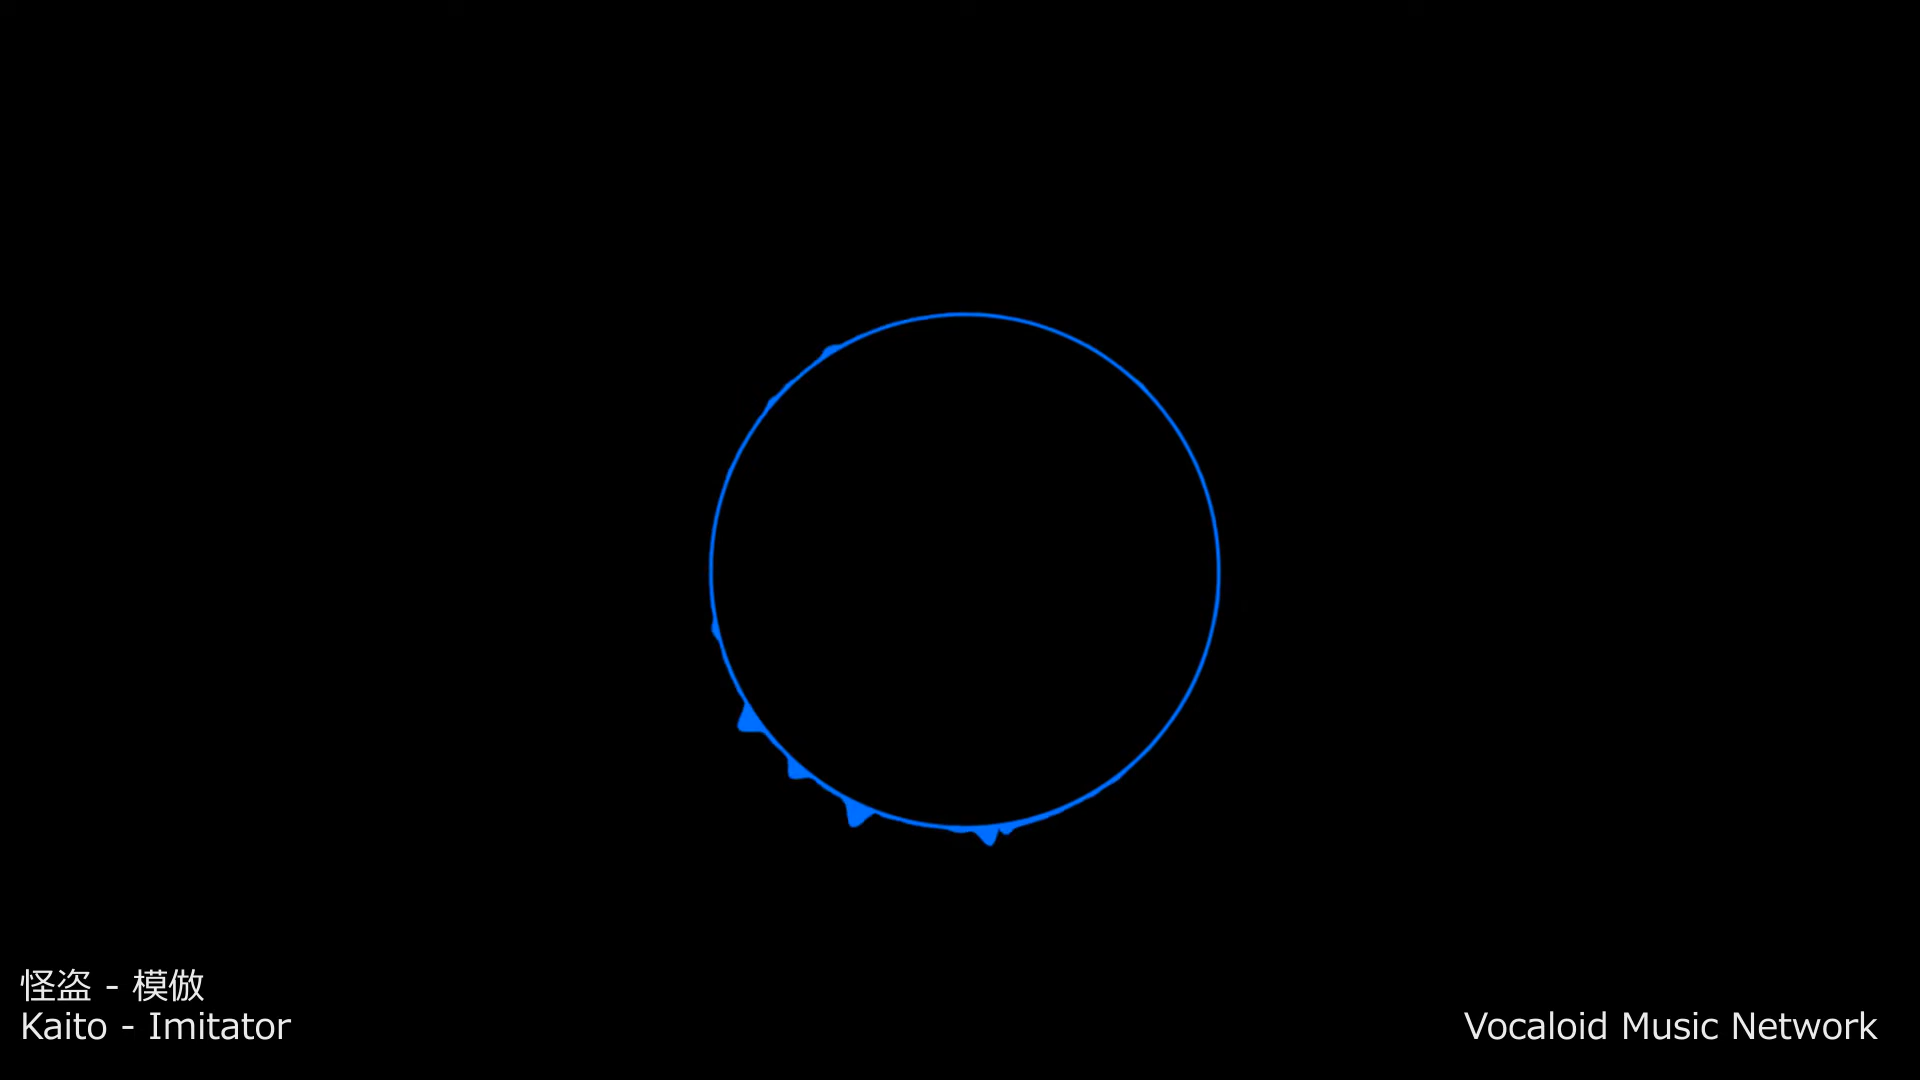 怪盗 - 模倣
Kaito - Imitator
Vocaloid Music Network